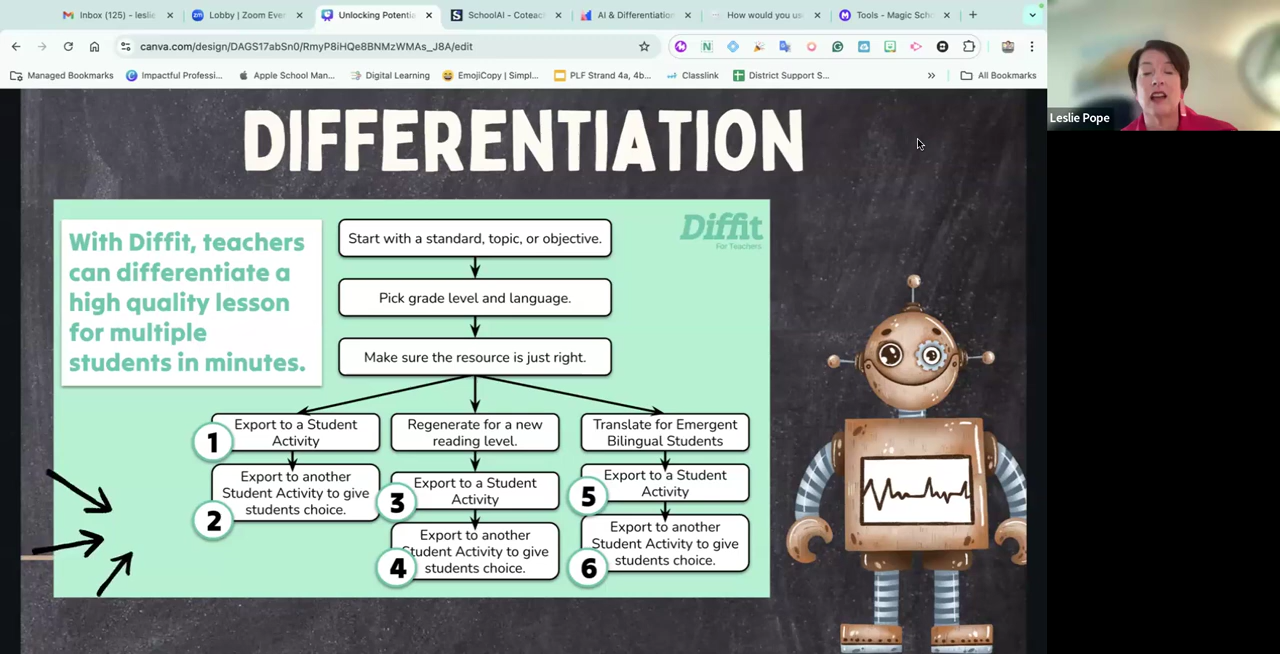 Inbox (125) - leslie
Lobby | Zoom Eve
Unlocking Potentia
SchoolAI - Coteach
AI & Differentiation
How would you us
Tools - Magic Sch
canva.com/design/DAGS17abSn0/RmyP8iHQe8BNMzWMAs_J8A/edit
Managed Bookmarks
Impactful Professi...
Apple School Man...
Digital Learning
EmojiCopy | Simpl...
PLF Strand 4a, 4b...
Classlink
District Support S...
»
All Bookmarks
Leslie Pope
DIFFERENTIATION
With Diffit, teachers
can differentiate a
high quality lesson
for multiple
students in minutes.
Diffit
For Teachers
Start with a standard, topic, or objective.
Pick grade level and language.
Make sure the resource is just right.
1
Export to a Student
Activity
2
Export to another
Student Activity to give
students choice.
Regenerate for a new
reading level.
3
Export to a Student
Activity
4
Export to another
Student Activity to give
students choice.
Translate for Emergent
Bilingual Students
5
Export to a Student
Activity
6
Export to another
Student Activity to give
students choice.